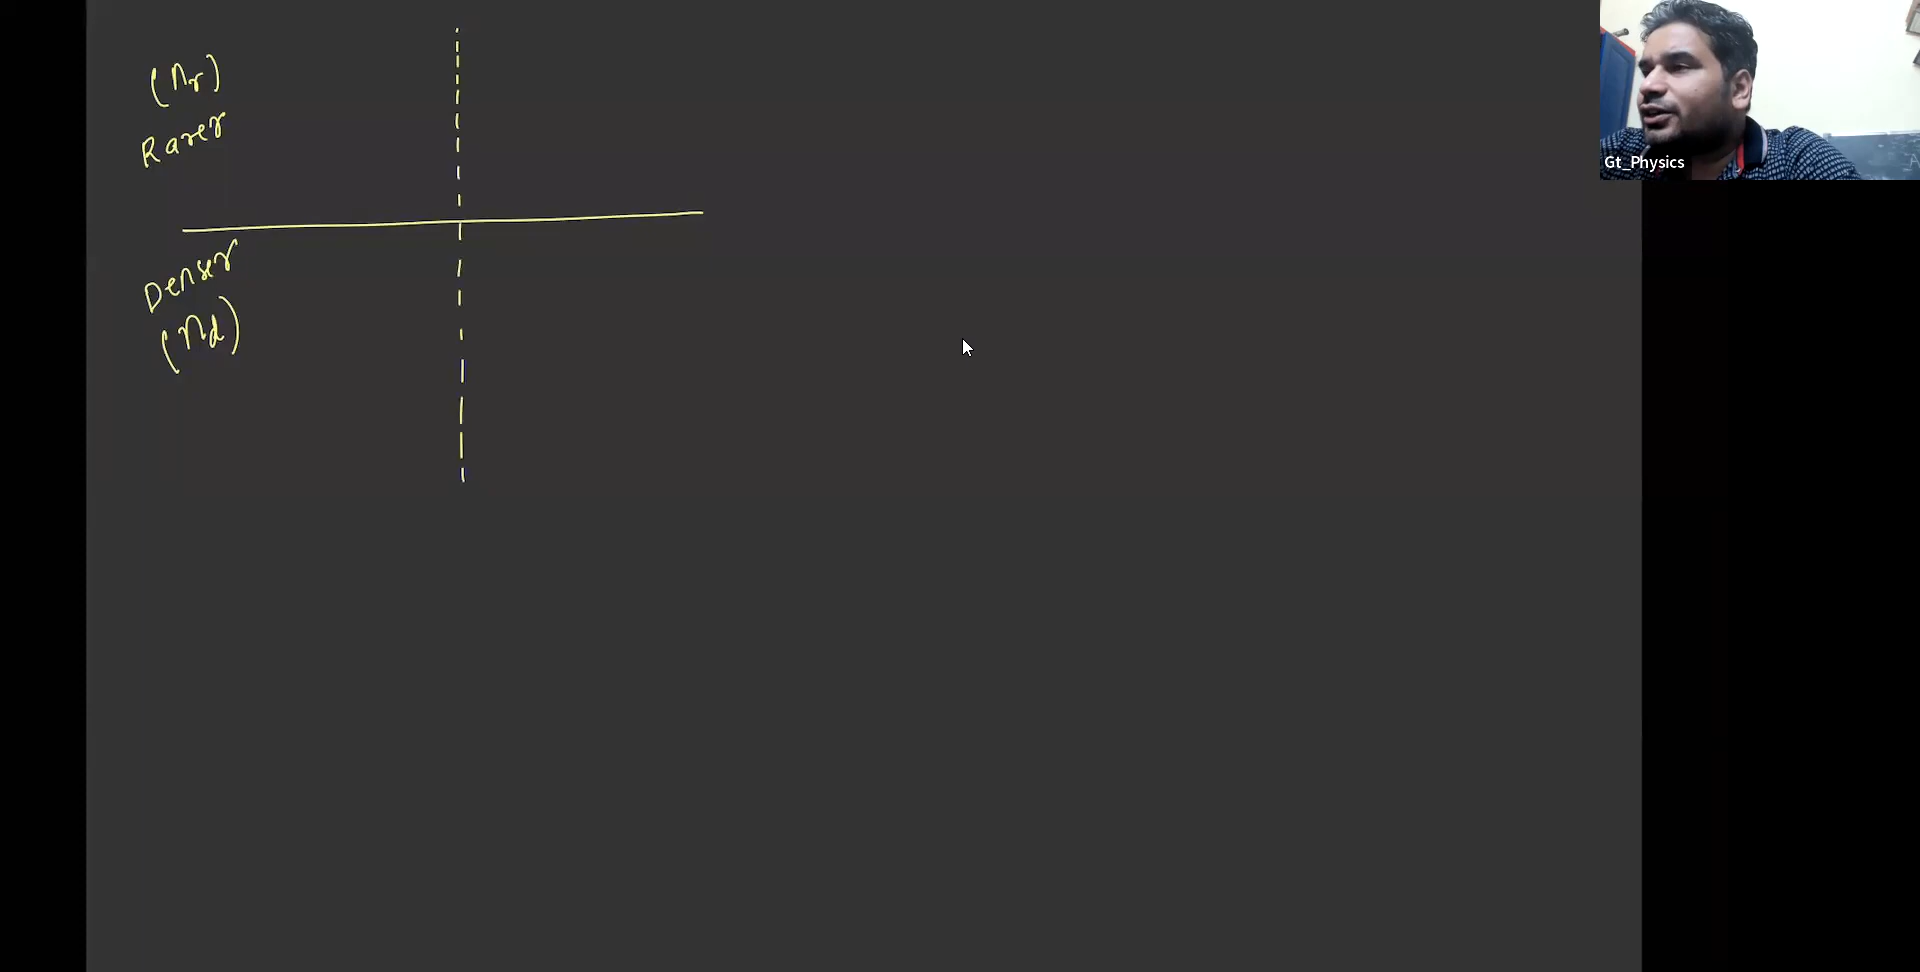 (nr)
Rarer
Denser
(nd)
Gt_Physics